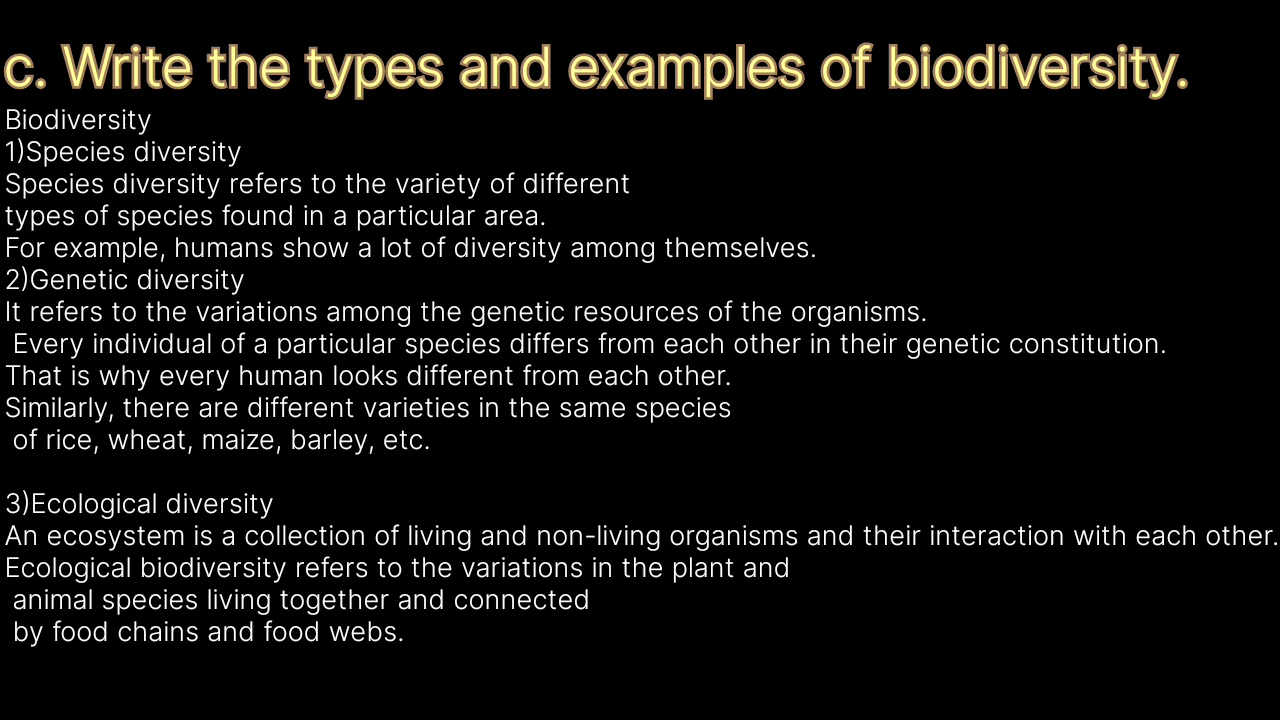 c. Write the types and examples of biodiversity.
Biodiversity
1)Species diversity
Species diversity refers to the variety of different
types of species found in a particular area.
For example, humans show a lot of diversity among themselves.
2)Genetic diversity
It refers to the variations among the genetic resources of the organisms.
Every individual of a particular species differs from each other in their genetic constitution.
That is why every human looks different from each other.
Similarly, there are different varieties in the same species
of rice, wheat, maize, barley, etc.
3)Ecological diversity
An ecosystem is a collection of living and non-living organisms and their interaction with each other.
Ecological biodiversity refers to the variations in the plant and
animal species living together and connected
by food chains and food webs.